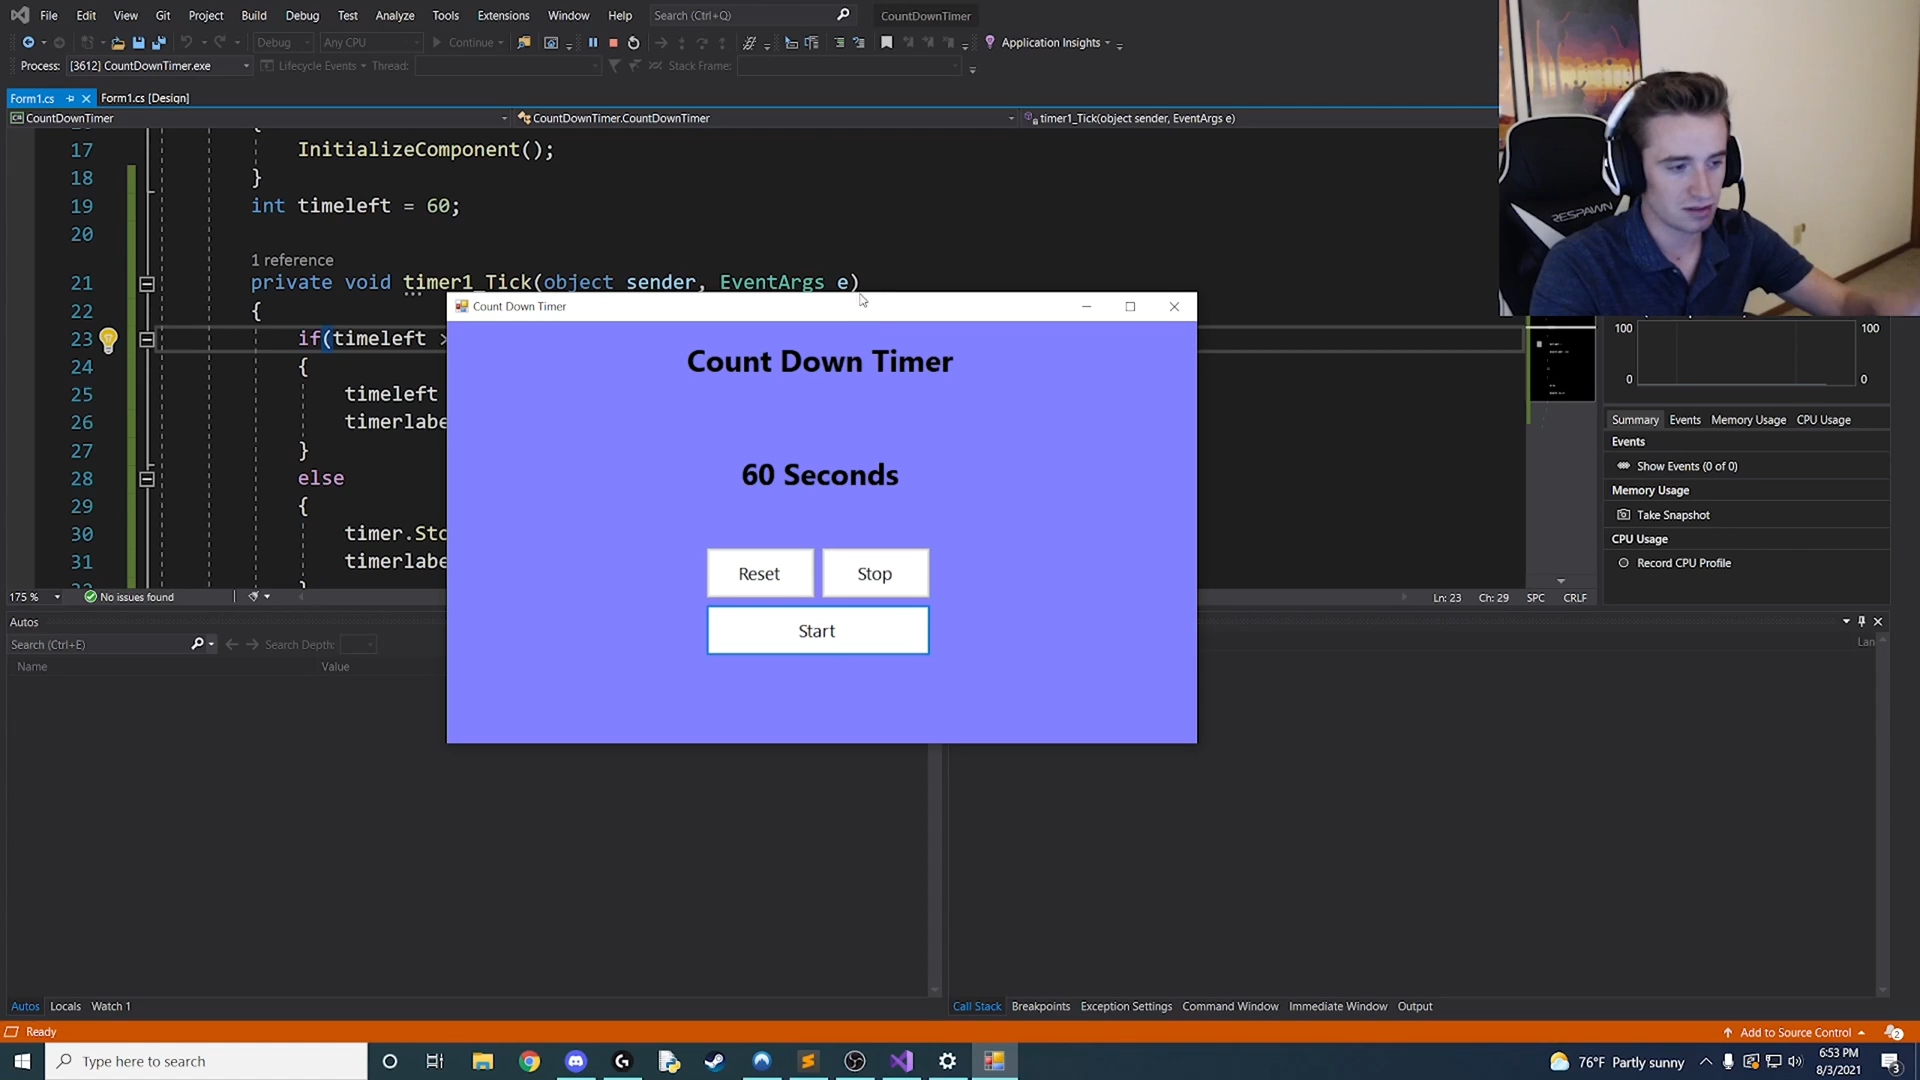 File Edit View Git Project Build Debug Test Analyze Tools Extensions Window Help Search (Ctrl+Q) CountDownTimer
Debug Any CPU Continue Application Insights
Process: [3612] CountDownTimer.exe Lifecycle Events Thread: Stack Frame:
Form1.cs Form1.cs [Design]
CountDownTimer CountDownTimer.CountDownTimer timer1_Tick(object sender, EventArgs e)
17 InitializeComponent();
18 }
19 int timeleft = 60;
20
1 reference
21 private void timer1_Tick(object sender, EventArgs e)
22 {
23 if(timeleft >
24 {
25 timeleft
26 timerlabe
27 }
28 else
29 {
30 timer.Sto
31 timerlabe
Count Down Timer
Count Down Timer
60 Seconds
Reset Stop
Start
RESPAWN
100 100
0 0
Summary Events Memory Usage CPU Usage
Events
Show Events (0 of 0)
Memory Usage
Take Snapshot
CPU Usage
Record CPU Profile
175 % No issues found Ln: 23 Ch: 29 SPC CRLF
Autos
Search (Ctrl+E) Search Depth:
Name Value
Lan
Autos Locals Watch 1
Call Stack Breakpoints Exception Settings Command Window Immediate Window Output
Ready Add to Source Control 2
Type here to search
76°F Partly sunny
6:53 PM
8/3/2021
3